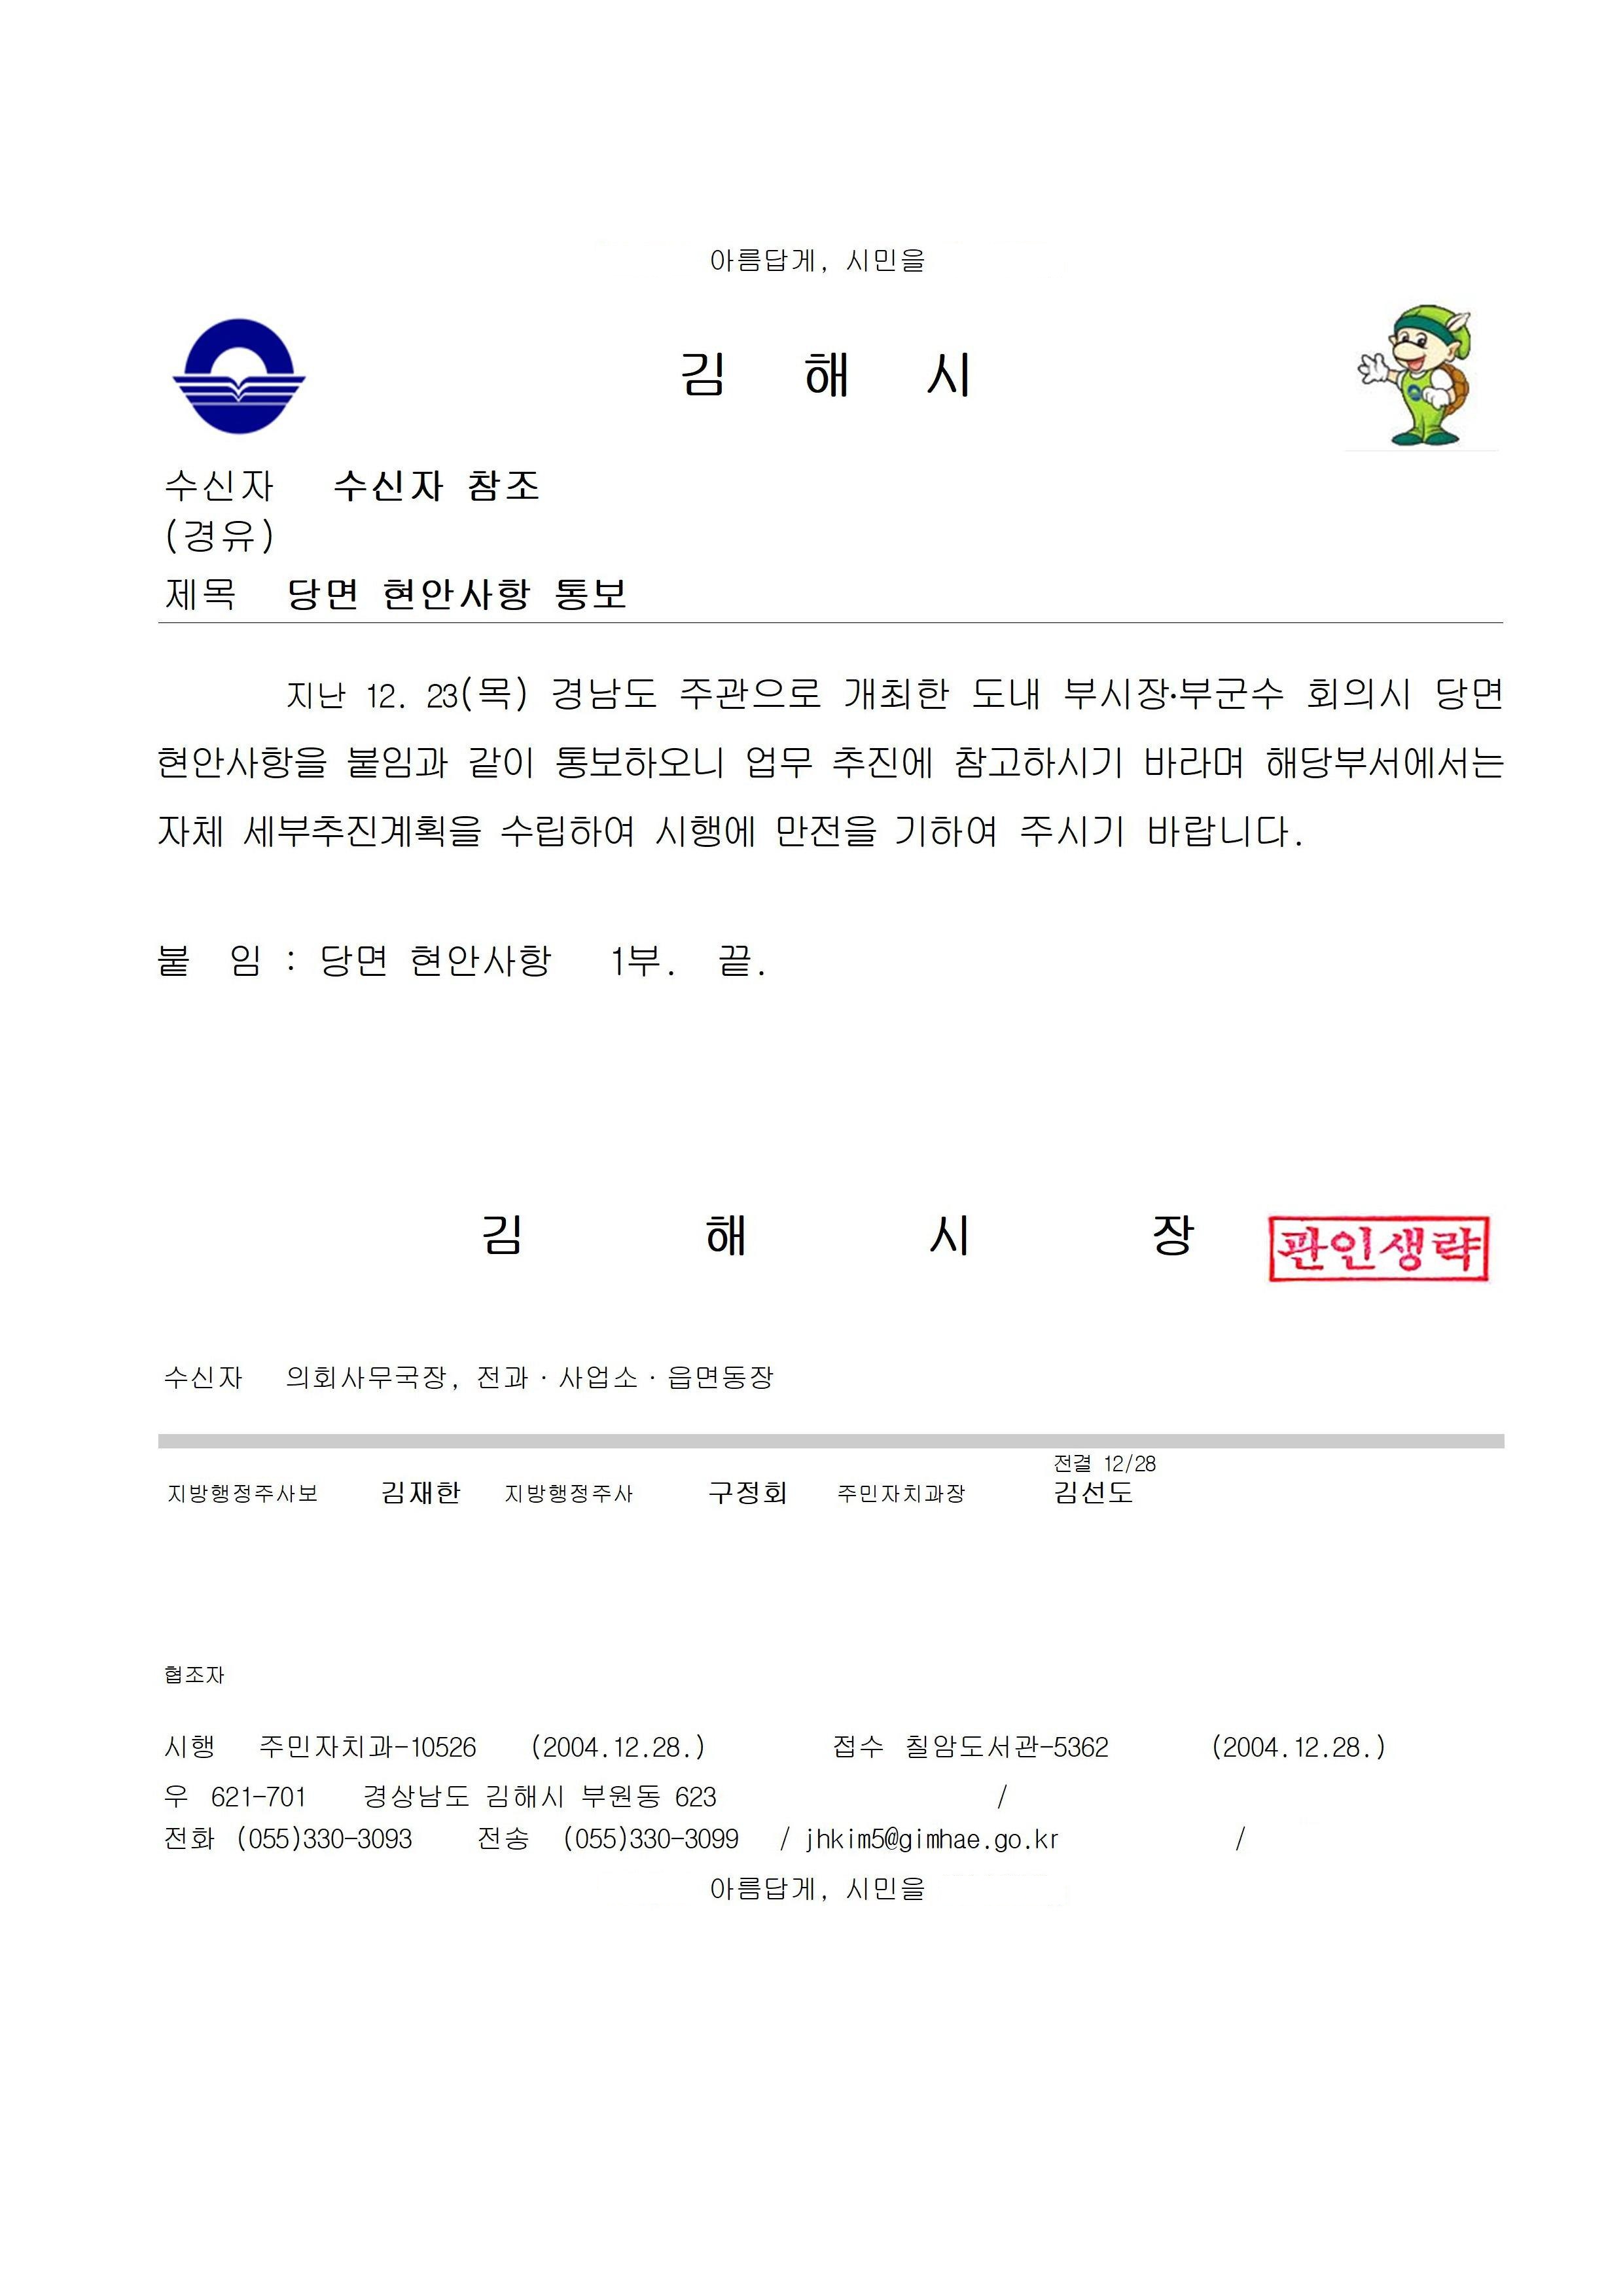 아름답게, 시민을
김 해 시
수신자 수신자 참조
(경유)
제목 당면 현안사항 통보
지난 12. 23(목) 경남도 주관으로 개최한 도내 부시장·부군수 회의시 당면
현안사항을 붙임과 같이 통보하오니 업무 추진에 참고하시기 바라며 해당부서에서는
자체 세부추진계획을 수립하여 시행에 만전을 기하여 주시기 바랍니다.
붙 임 : 당면 현안사항 1부. 끝.
김 해 시 장 관인생략
수신자 의회사무국장, 전과·사업소·읍면동장
전결 12/28
지방행정주사보 김재한 지방행정주사 구정회 주민자치과장 김선도
협조자
시행 주민자치과-10526 (2004.12.28.) 접수 칠암도서관-5362 (2004.12.28.)
우 621-701 경상남도 김해시 부원동 623 /
전화 (055)330-3093 전송 (055)330-3099 / jhkim5@gimhae.go.kr /
아름답게, 시민을